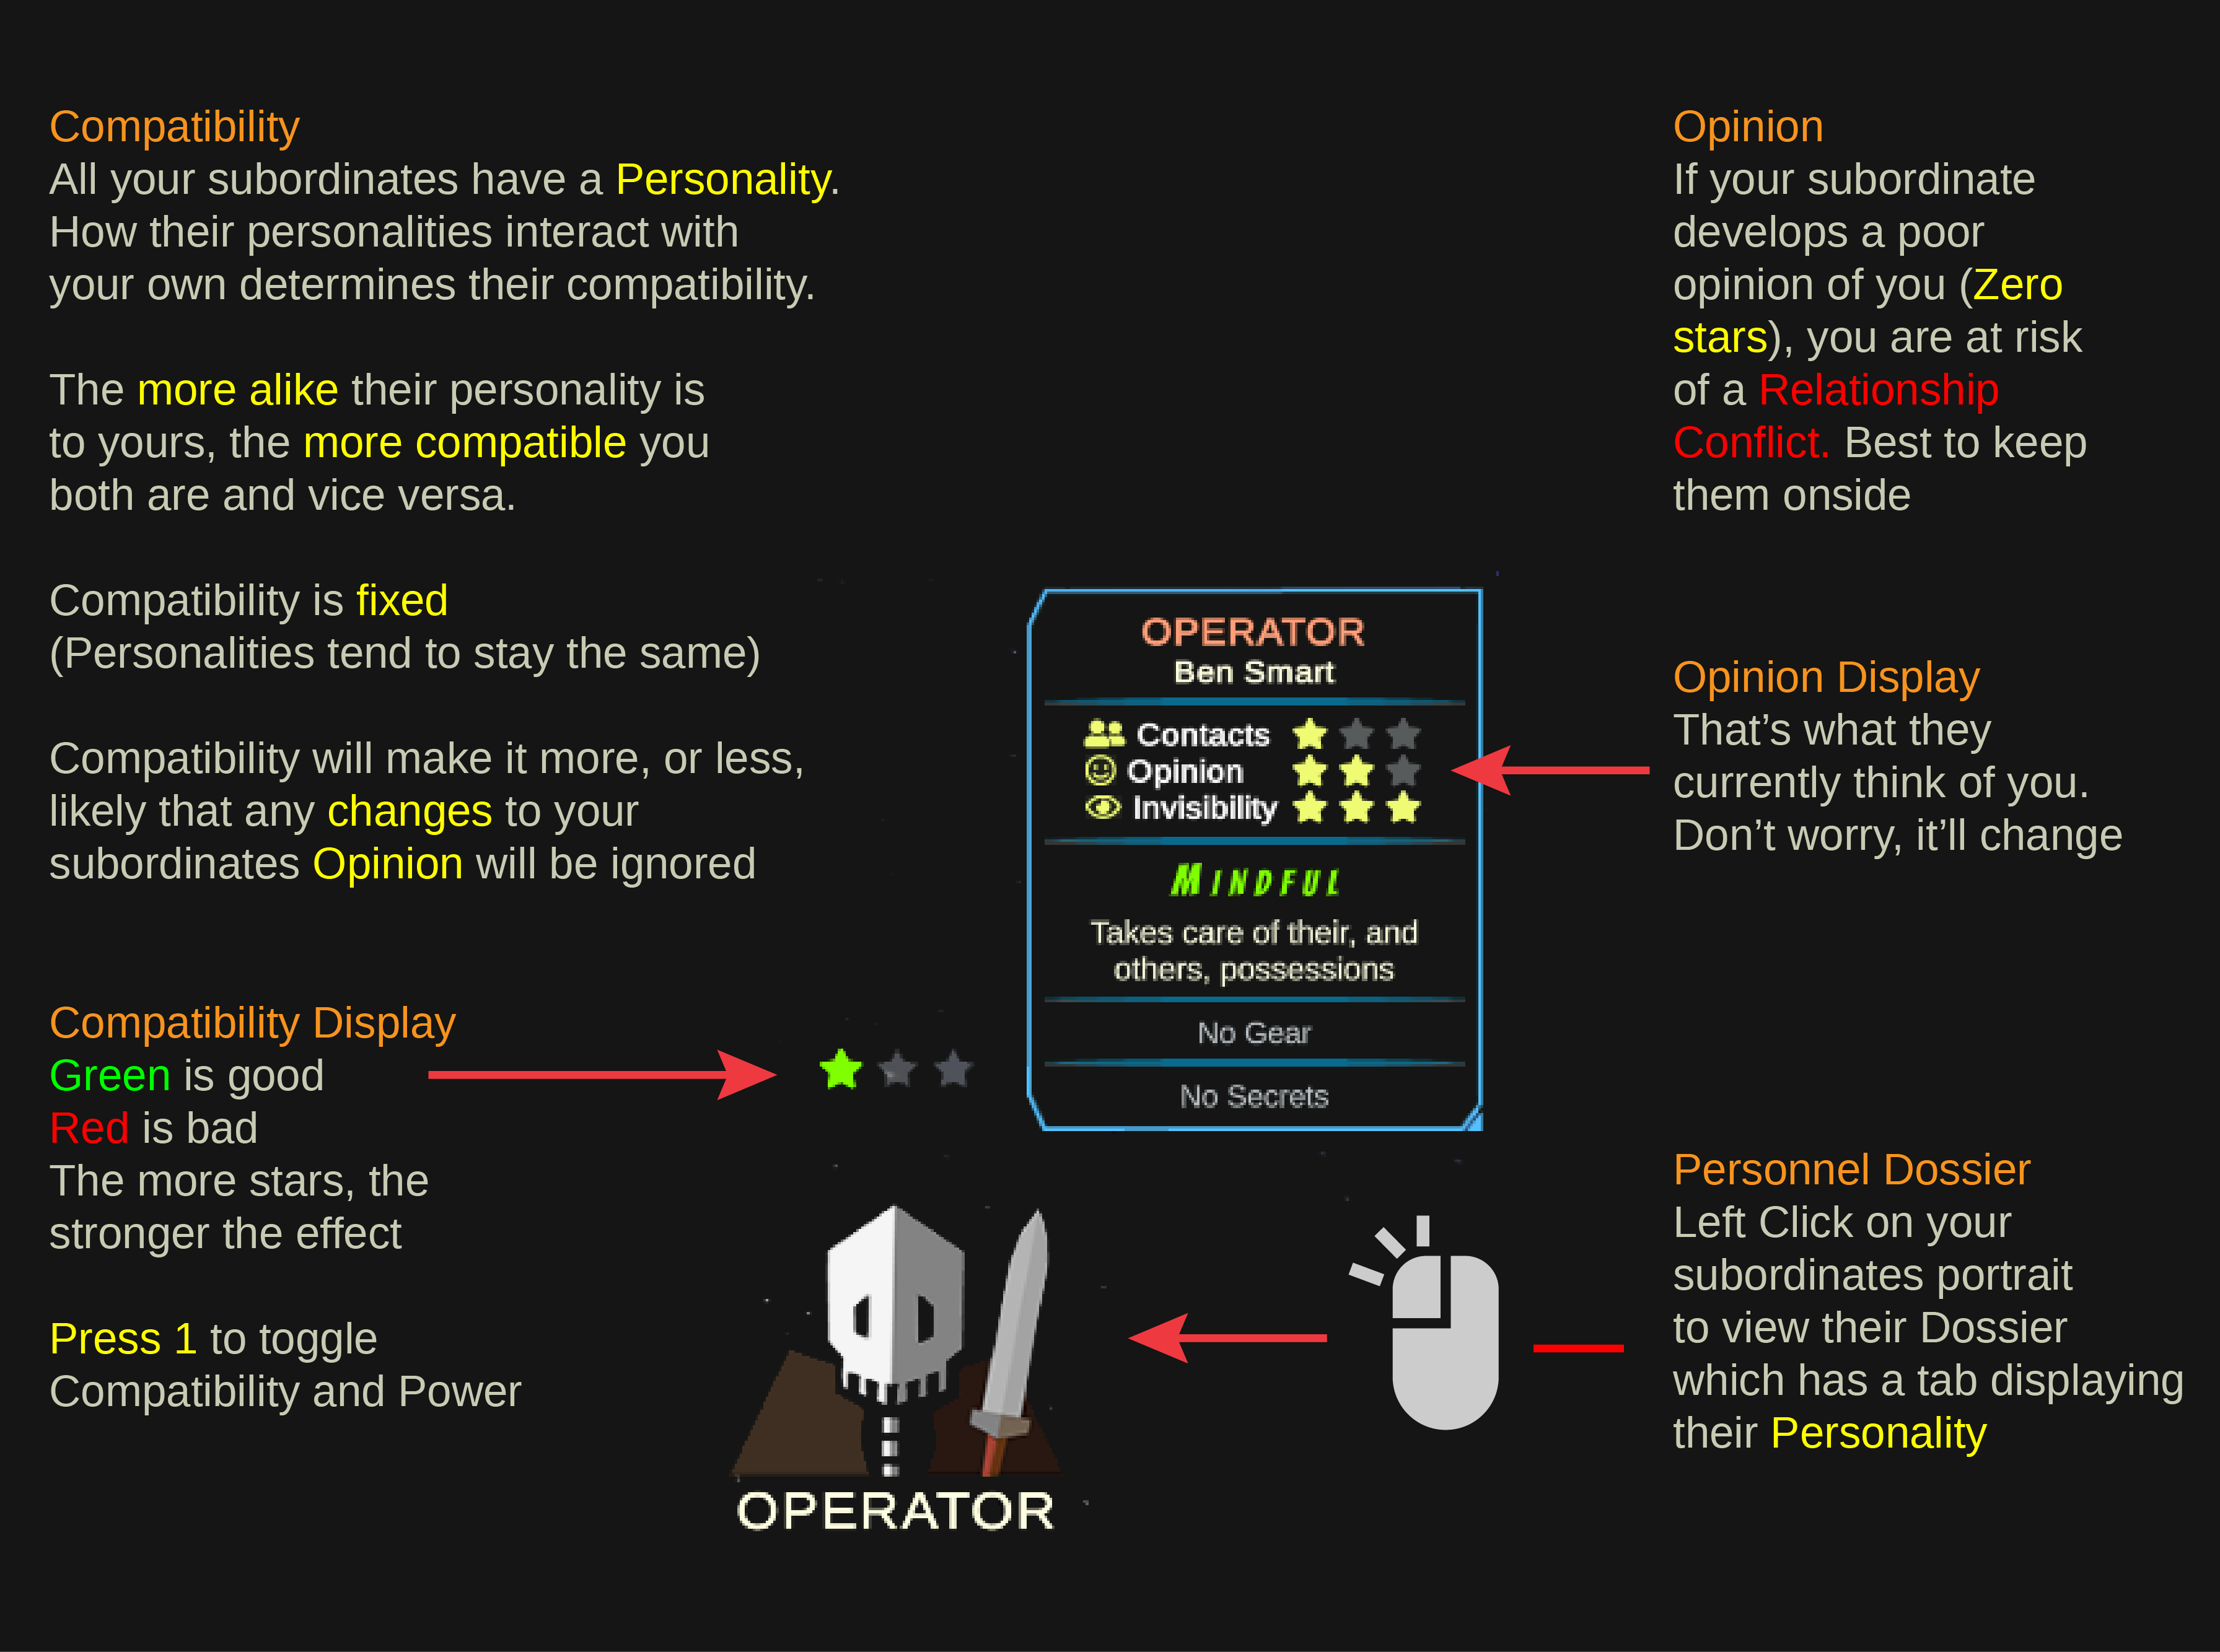 Compatibility
All your subordinates have a Personality.
How their personalities interact with
your own determines their compatibility.
The more alike their personality is
to yours, the more compatible you
both are and vice versa.
Compatibility is fixed
(Personalities tend to stay the same)
Compatibility will make it more, or less,
likely that any changes to your
subordinates Opinion will be ignored
Compatibility Display
Green is good
Red is bad
The more stars, the
stronger the effect
Press 1 to toggle
Compatibility and Power
OPERATOR
Ben Smart
Contacts
Opinion
Invisibility
MINDFUL
Takes care of their, and
others, possessions
No Gear
No Secrets
OPERATOR
Opinion
If your subordinate
develops a poor
opinion of you (Zero
stars), you are at risk
of a Relationship
Conflict. Best to keep
them onside
Opinion Display
That's what they
currently think of you.
Don't worry, it'll change
Personnel Dossier
Left Click on your
subordinates portrait
to view their Dossier
which has a tab displaying
their Personality